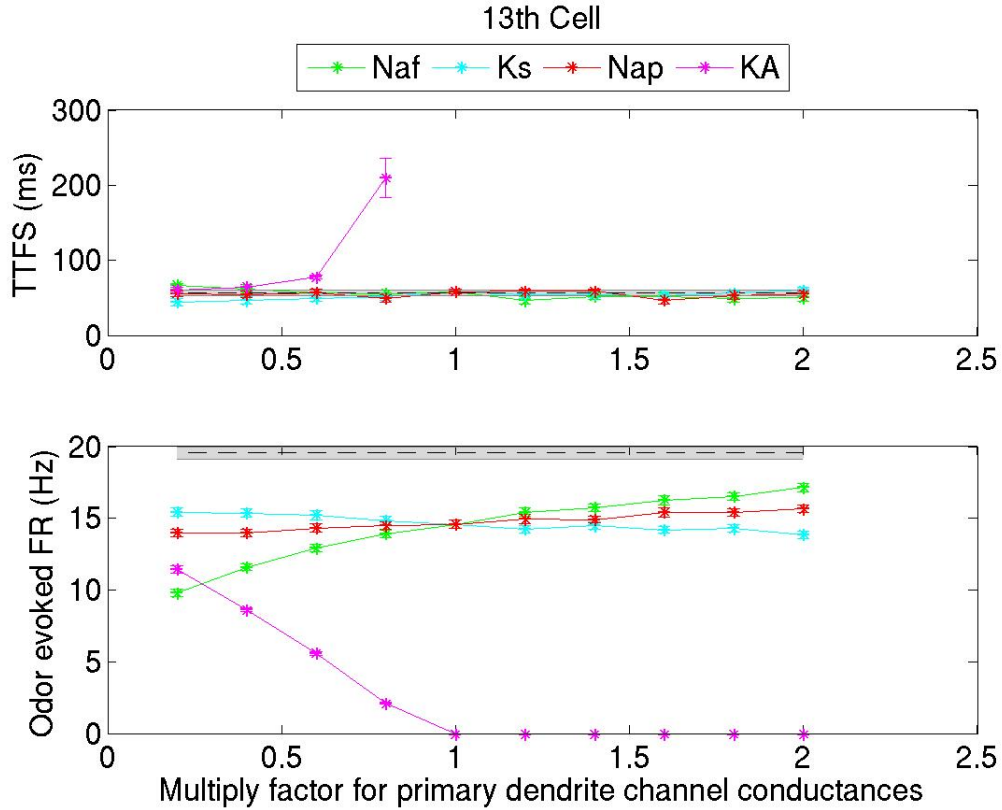 13th Cell
Naf Ks Nap KA
300
200
100
0
TTFS (ms)
0 0.5 1 1.5 2 2.5
20
15
10
5
0
Odor evoked FR (Hz)
0 0.5 1 1.5 2 2.5
Multiply factor for primary dendrite channel conductances